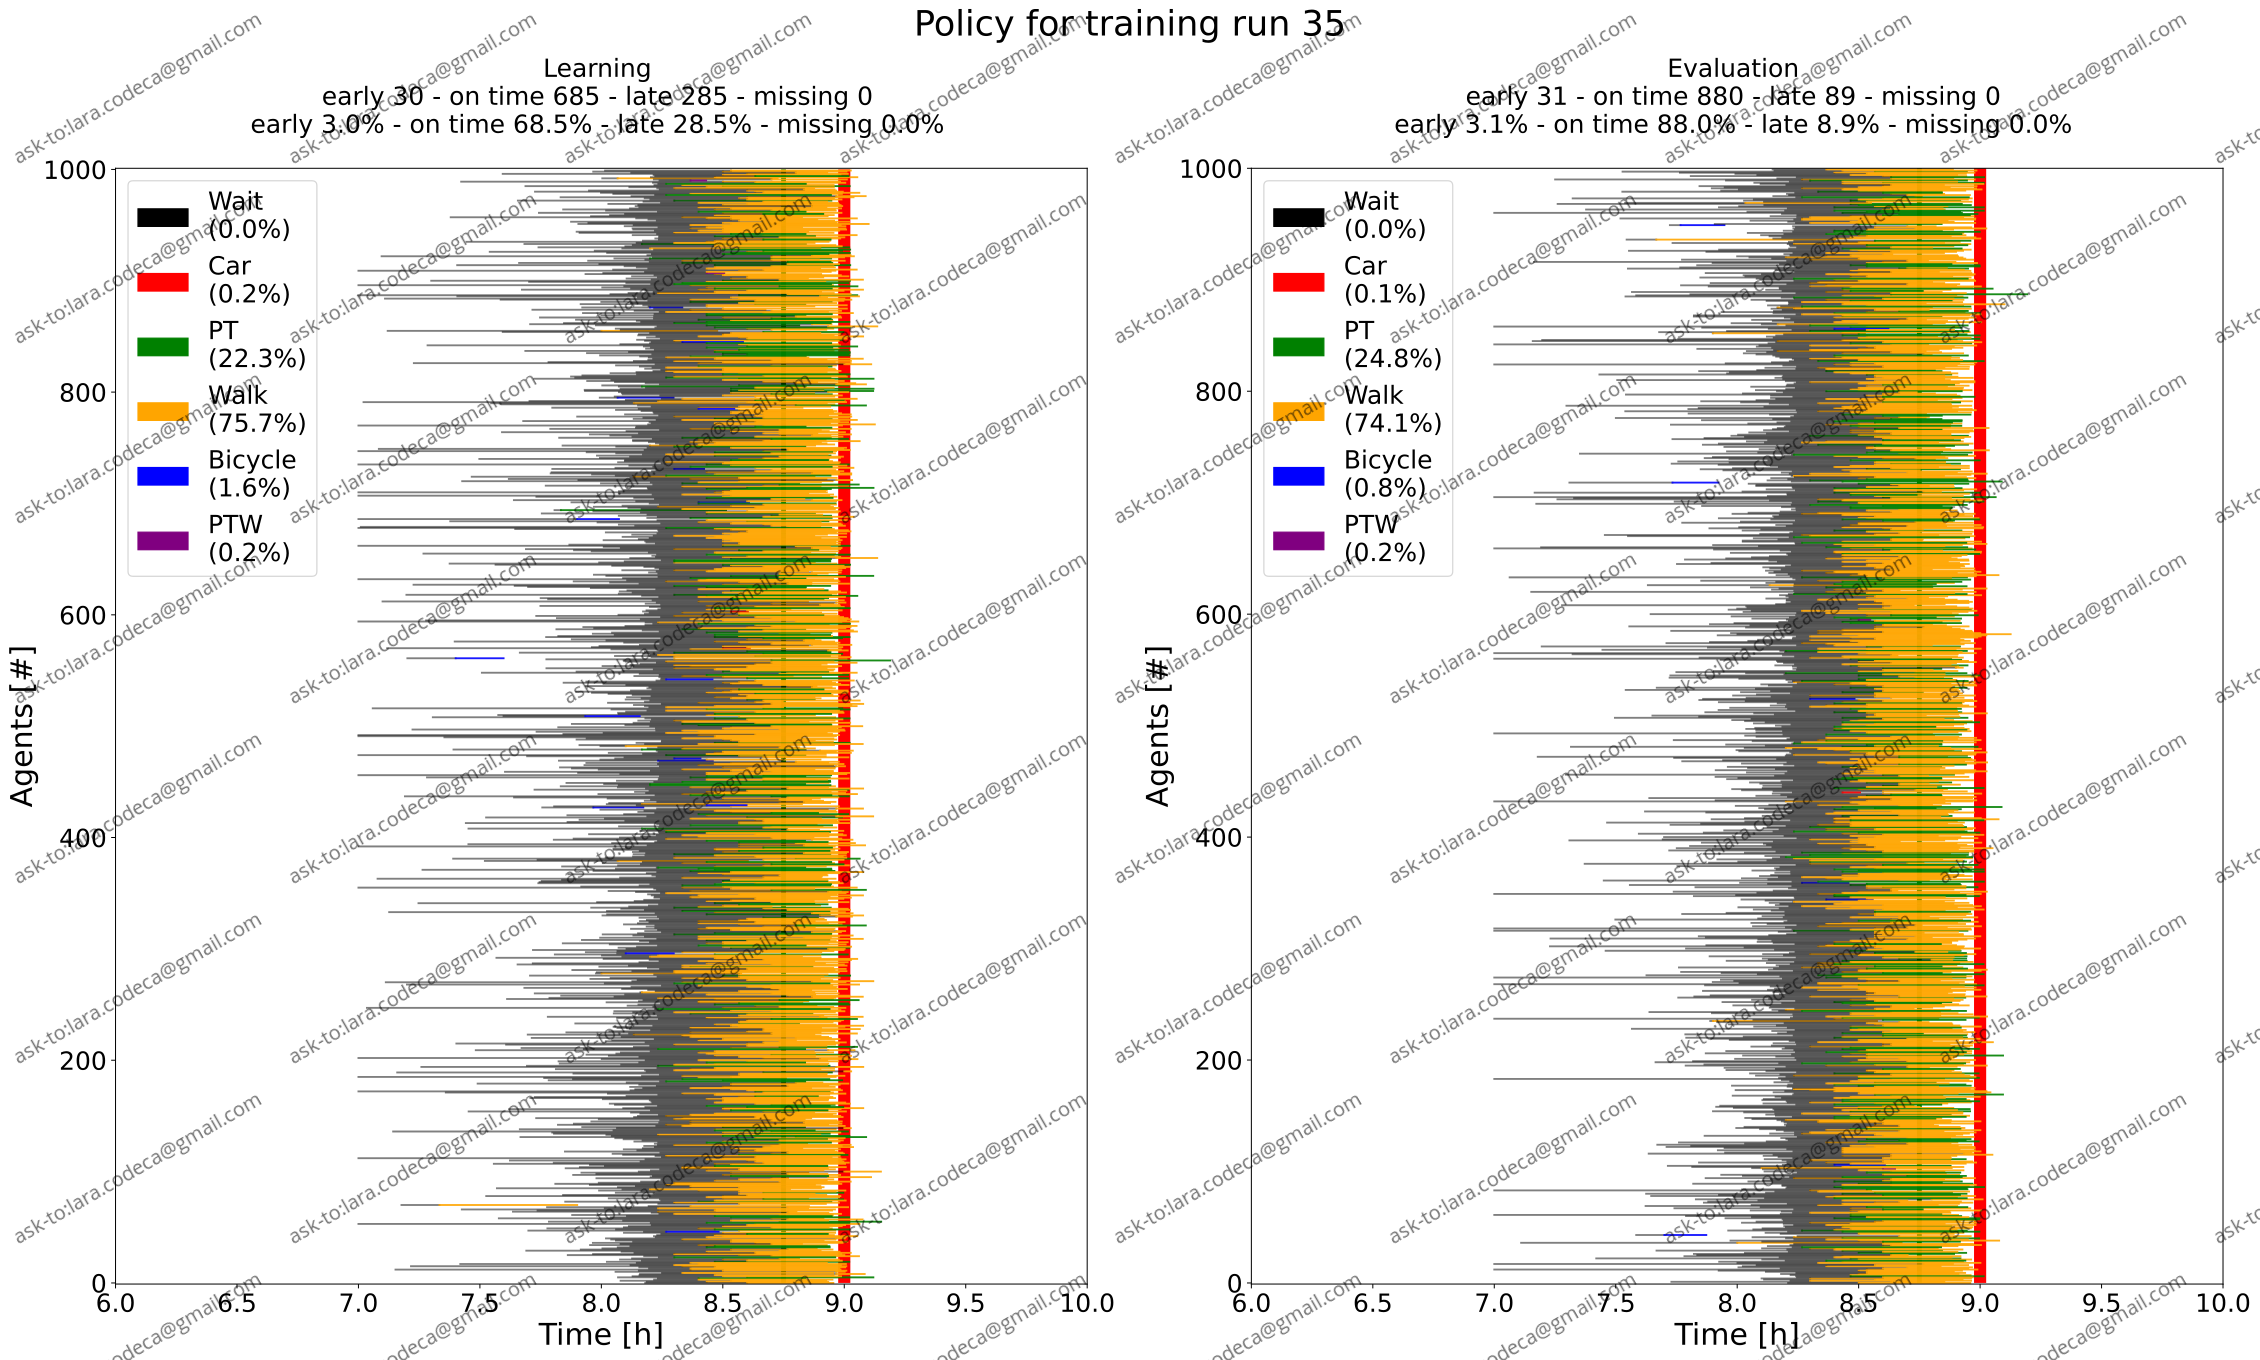 Policy for training run 35
Learning
early 30 - on time 685 - late 285 - missing 0
early 3.0% - on time 68.5% - late 28.5% - missing 0.0%
1000
800
600
400
200
0
Agents [#]
Wait
(0.0%)
Car
(0.2%)
PT
(22.3%)
Walk
(75.7%)
Bicycle
(1.6%)
PTW
(0.2%)
6.0 6.5 7.0 7.5 8.0 8.5 9.0 9.5 10.0
Time [h]
Evaluation
early 31 - on time 880 - late 89 - missing 0
early 3.1% - on time 88.0% - late 8.9% - missing 0.0%
1000
800
600
400
200
0
Agents [#]
Wait
(0.0%)
Car
(0.1%)
PT
(24.8%)
Walk
(74.1%)
Bicycle
(0.8%)
PTW
(0.2%)
6.0 6.5 7.0 7.5 8.0 8.5 9.0 9.5 10.0
Time [h]
ask-to:lara.codeca@gmail.com